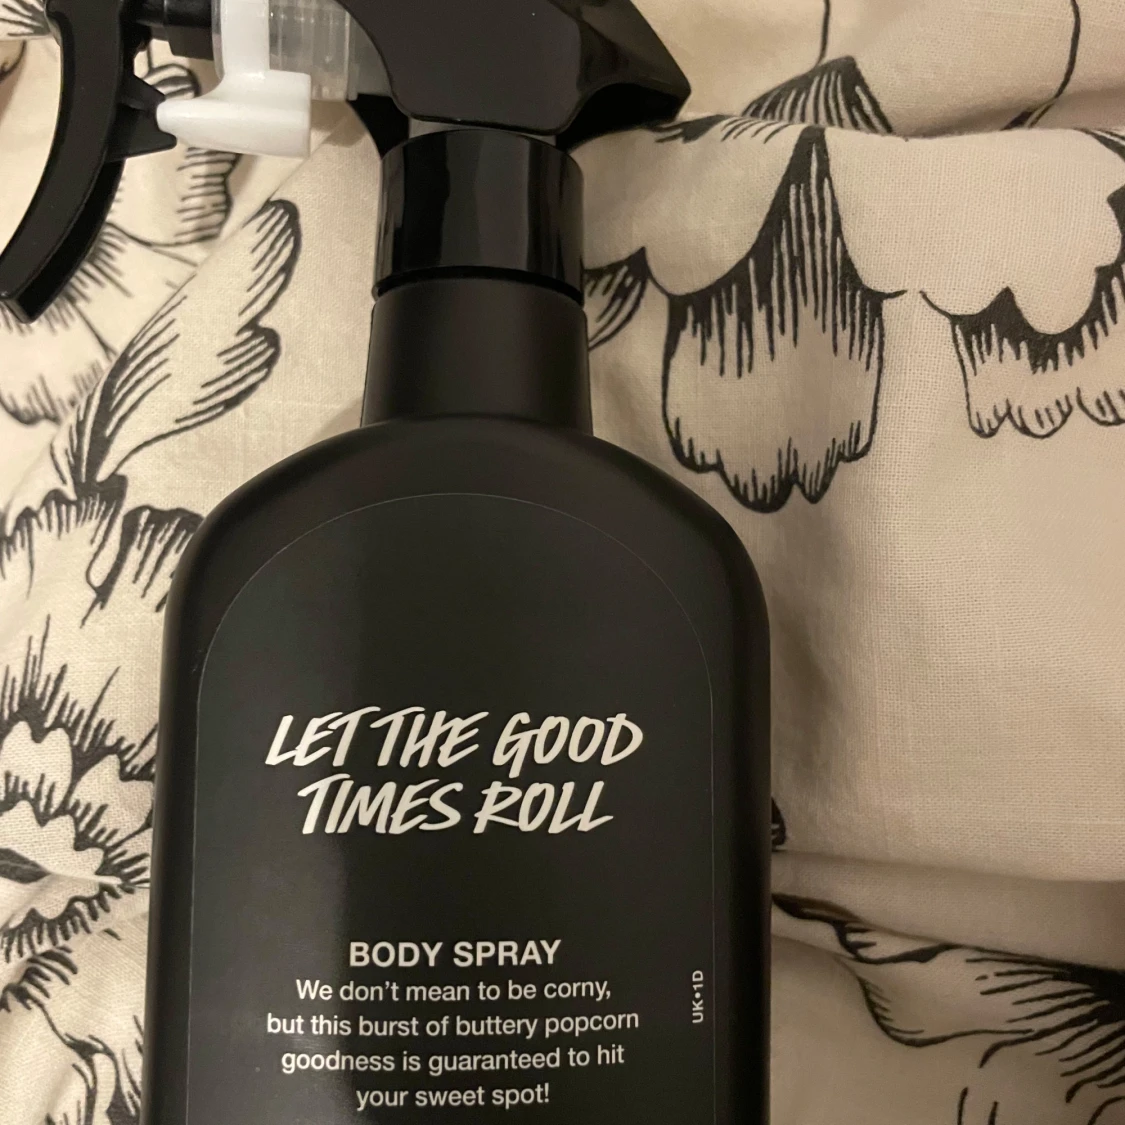 LET THE GOOD
TIMES ROLL
BODY SPRAY
We don't mean to be corny,
but this burst of buttery popcorn
goodness is guaranteed to hit
your sweet spot!
UK•1D